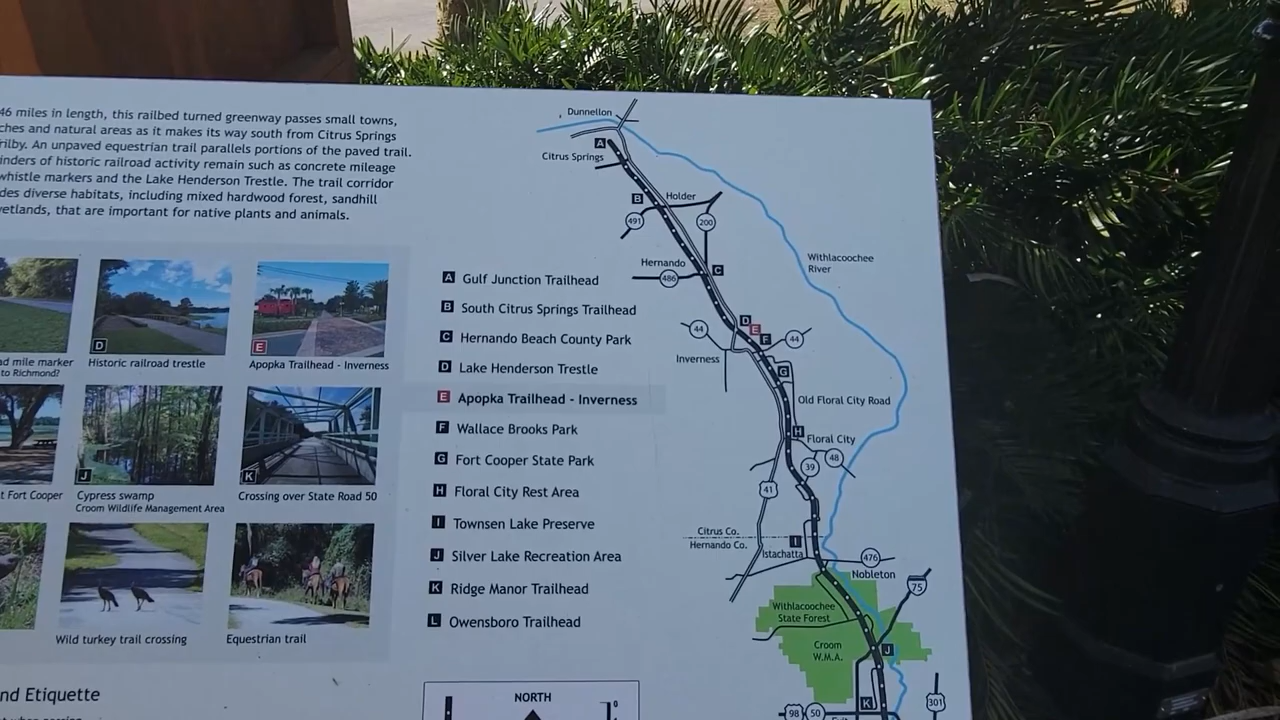 46 miles in length, this railbed turned greenway passes small towns,
ches and natural areas as it makes its way south from Citrus Springs
rilby. An unpaved equestrian trail parallels portions of the paved trail.
inders of historic railroad activity remain such as concrete mileage
whistle markers and the Lake Henderson Trestle. The trail corridor
des diverse habitats, including mixed hardwood forest, sandhill
vetlands, that are important for native plants and animals.
D
E
ad mile marker
to Richmond?
Historic railroad trestle
Apopka Trailhead - Inverness
J
K
t Fort Cooper
Cypress swamp
Croom Wildlife Management Area
Crossing over State Road 50
Wild turkey trail crossing
Equestrian trail
nd Etiquette
A Gulf Junction Trailhead
B South Citrus Springs Trailhead
C Hernando Beach County Park
D Lake Henderson Trestle
E Apopka Trailhead - Inverness
F Wallace Brooks Park
G Fort Cooper State Park
H Floral City Rest Area
I Townsen Lake Preserve
J Silver Lake Recreation Area
K Ridge Manor Trailhead
L Owensboro Trailhead
NORTH
0
Dunnellon
A
Citrus Springs
B
Holder
491
200
Withlacoochee
River
Hernando
C
486
D
E
F
44
44
Inverness
G
Old Floral City Road
H
Floral City
48
39
41
Citrus Co.
Hernando Co.
I
Istachatta
476
Nobleton
75
Withlacoochee
State Forest
Croom
W.M.A.
J
K
301
98
50